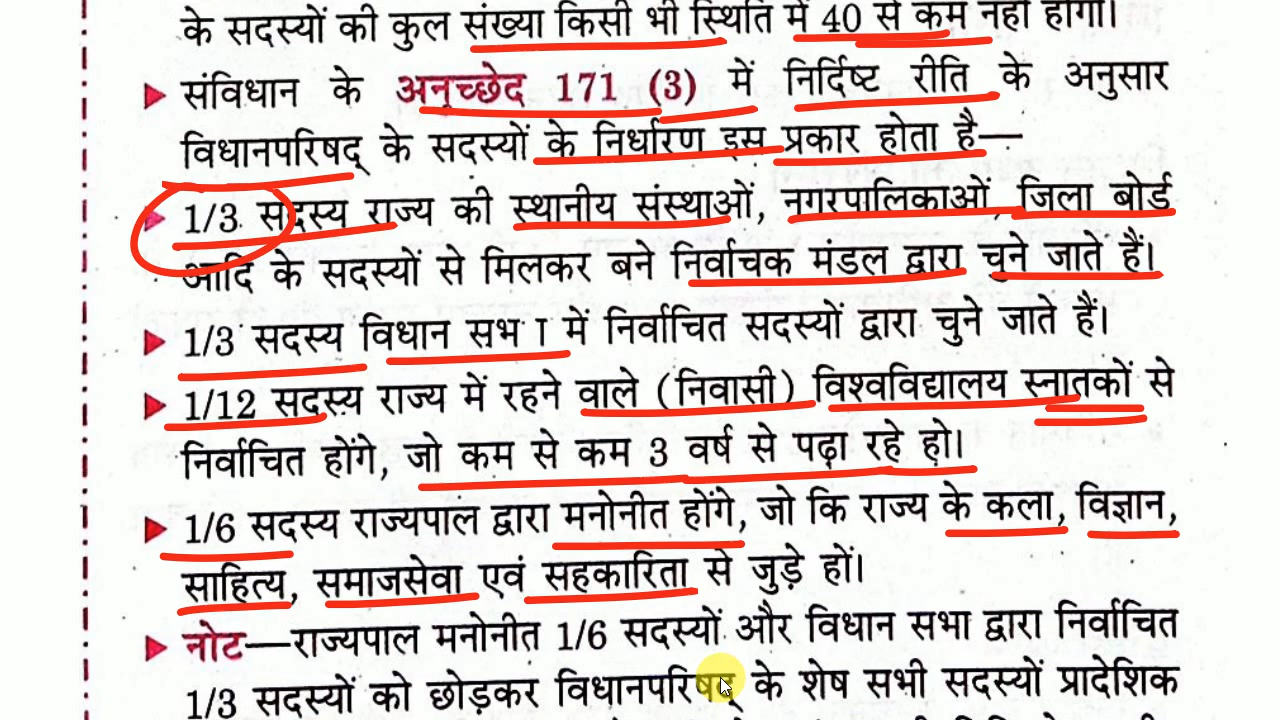 के सदस्यों की कुल संख्या किसी भी स्थिति में 40 से कम नहीं होगी।
संविधान के अनुच्छेद 171 (3) में निर्दिष्ट रीति के अनुसार
विधानपरिषद् के सदस्यों के निर्धारण इस प्रकार होता है—
1/3 सदस्य राज्य की स्थानीय संस्थाओं, नगरपालिकाओं, जिला बोर्ड
आदि के सदस्यों से मिलकर बने निर्वाचक मंडल द्वारा चुने जाते हैं।
1/3 सदस्य विधान सभ ा में निर्वाचित सदस्यों द्वारा चुने जाते हैं।
1/12 सदस्य राज्य में रहने वाले (निवासी) विश्वविद्यालय स्नातकों से
निर्वाचित होंगे, जो कम से कम 3 वर्ष से पढ़ा रहे हो।
1/6 सदस्य राज्यपाल द्वारा मनोनीत होंगे, जो कि राज्य के कला, विज्ञान,
साहित्य, समाजसेवा एवं सहकारिता से जुड़े हों।
नोट—राज्यपाल मनोनीत 1/6 सदस्यों और विधान सभा द्वारा निर्वाचित
1/3 सदस्यों को छोड़कर विधानपरिषद् के शेष सभी सदस्यों प्रादेशिक